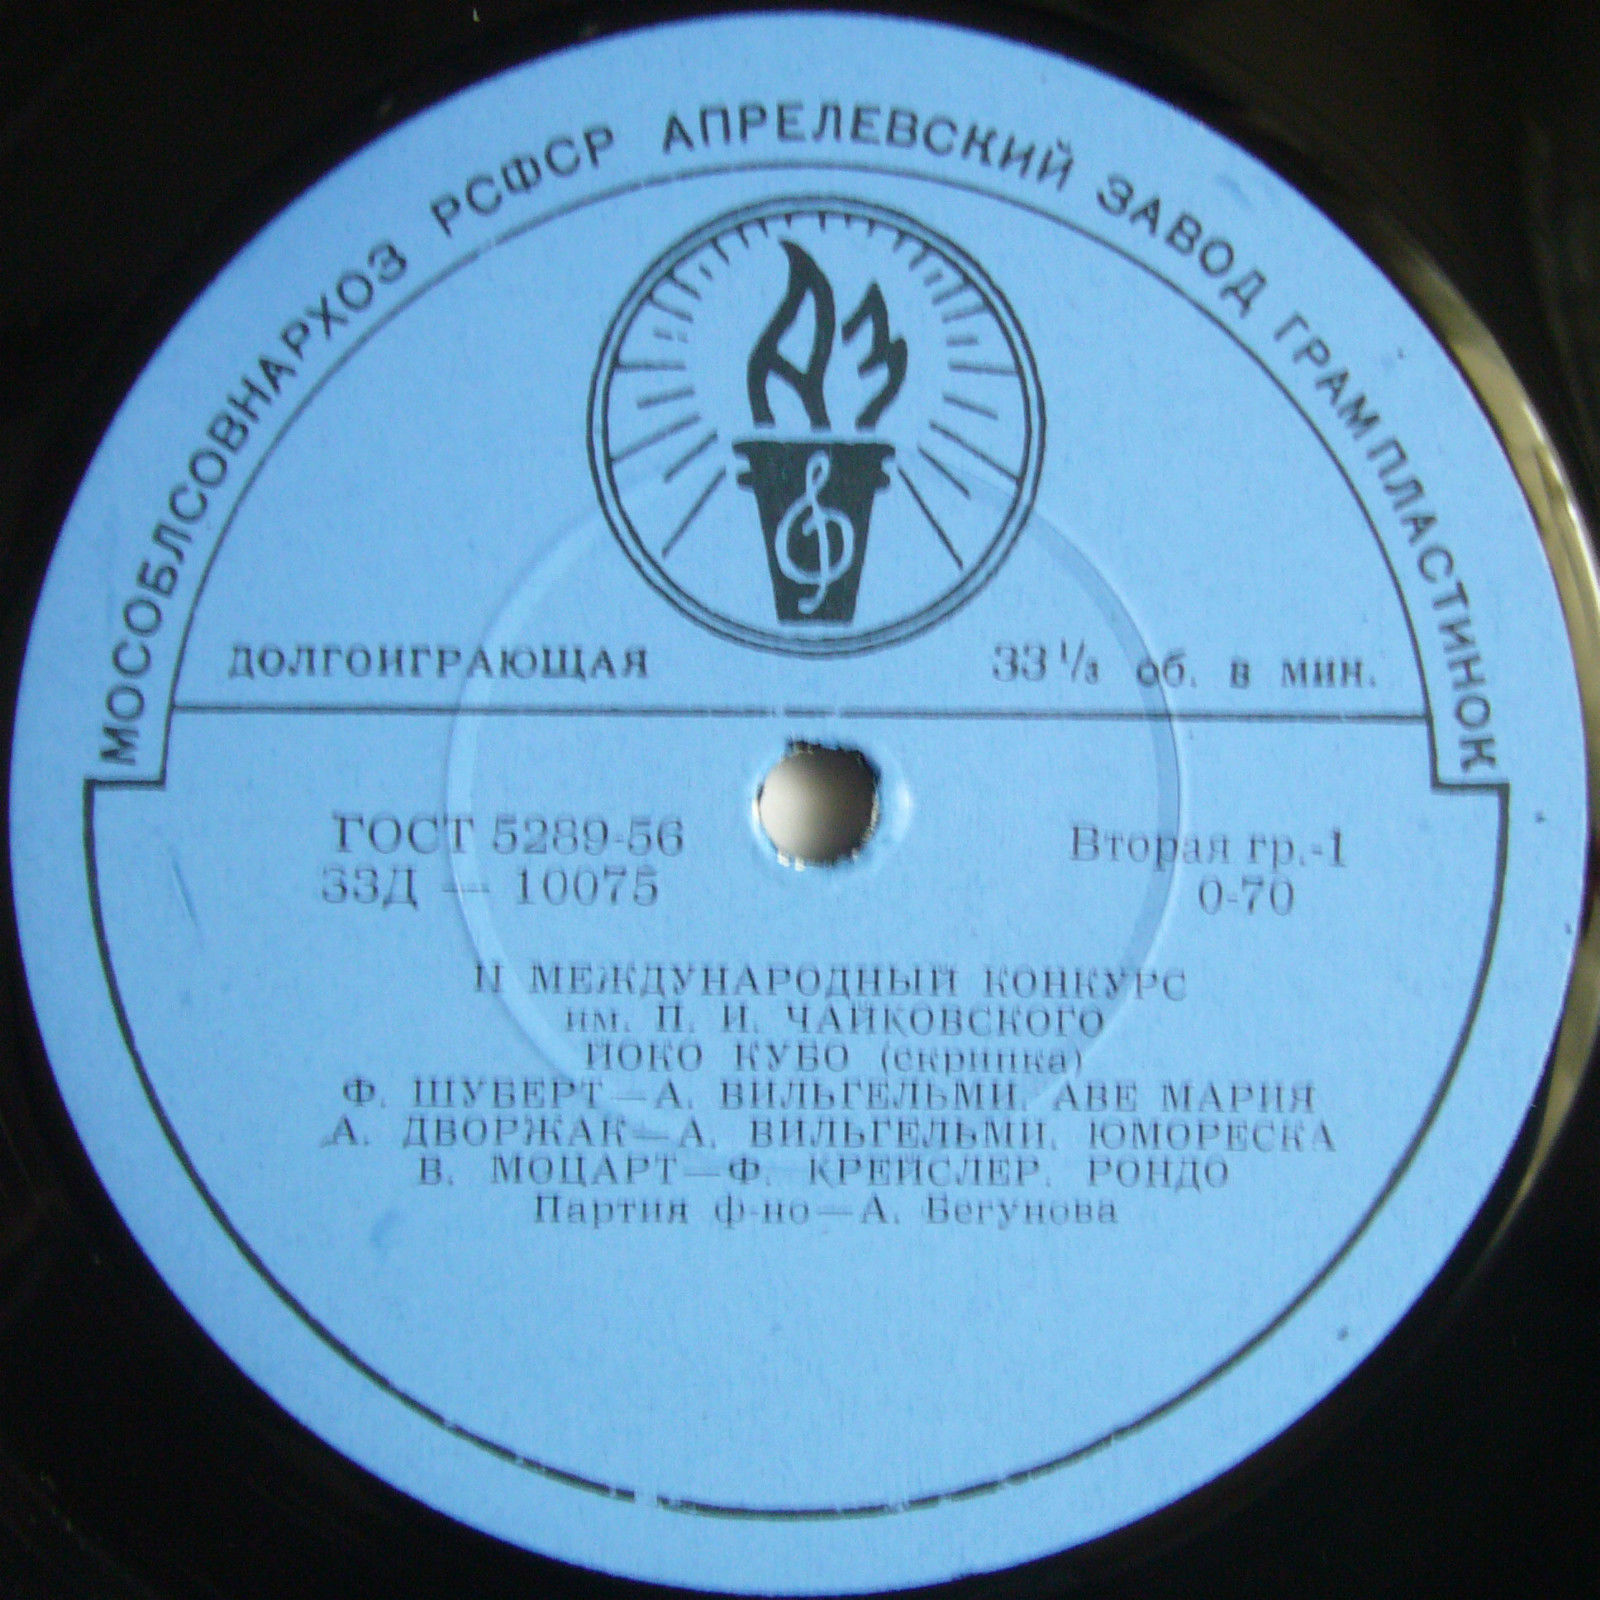 МОСОБЛСОВНАРХОЗ РСФСР АПРЕЛЕВСКИЙ ЗАВОД ГРАМПЛАСТИНОК
АЗ
ДОЛГОИГРАЮЩАЯ 33 1/3 об. в мин.
ГОСТ 5289-56 Вторая гр.-1
33Д — 10075 0-70
II МЕЖДУНАРОДНЫЙ КОНКУРС
им. П. И. ЧАЙКОВСКОГО
ЙОКО КУБО (скрипка)
Ф. ШУБЕРТ—А. ВИЛЬГЕЛЬМИ. АВЕ МАРИЯ
А. ДВОРЖАК—А. ВИЛЬГЕЛЬМИ. ЮМОРЕСКА
В. МОЦАРТ—Ф. КРЕЙСЛЕР. РОНДО
Партия ф-но—А. Бегунова